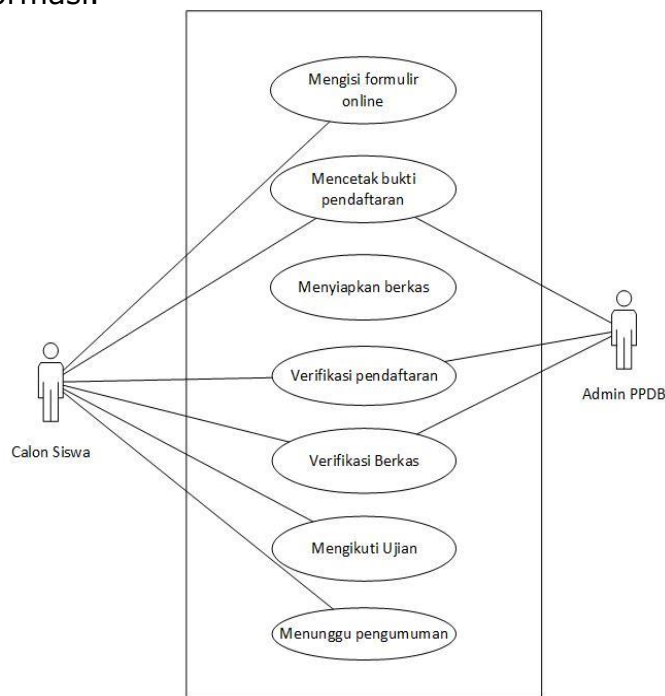 Mengisi formulir
online
Mencetak bukti
pendaftaran
Menyiapkan berkas
Verifikasi pendaftaran
Admin PPDB
Calon Siswa
Verifikasi Berkas
Mengikuti Ujian
Menunggu pengumuman